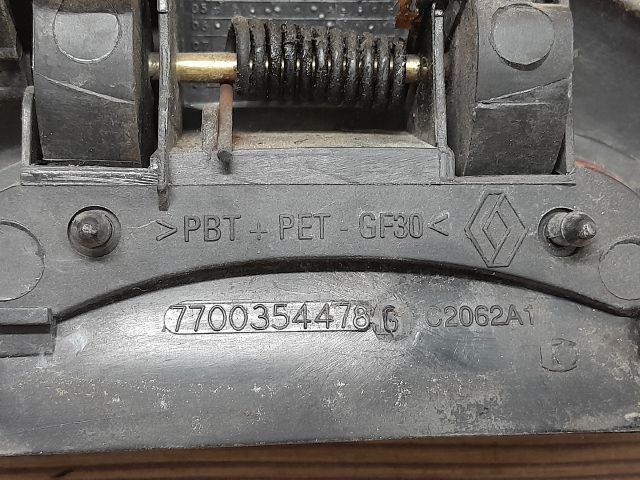 >PBT + PET - GF30<
7700354478 G C2062A1
K